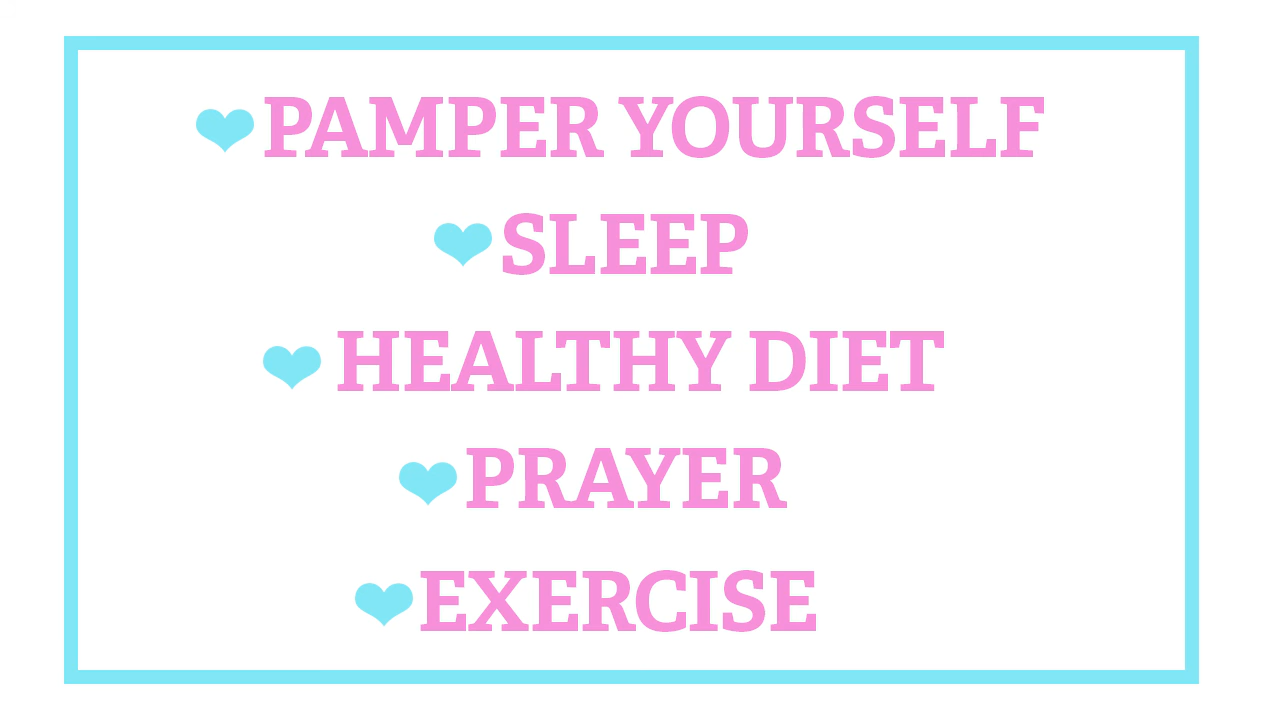 PAMPER YOURSELF
SLEEP
HEALTHY DIET
PRAYER
EXERCISE